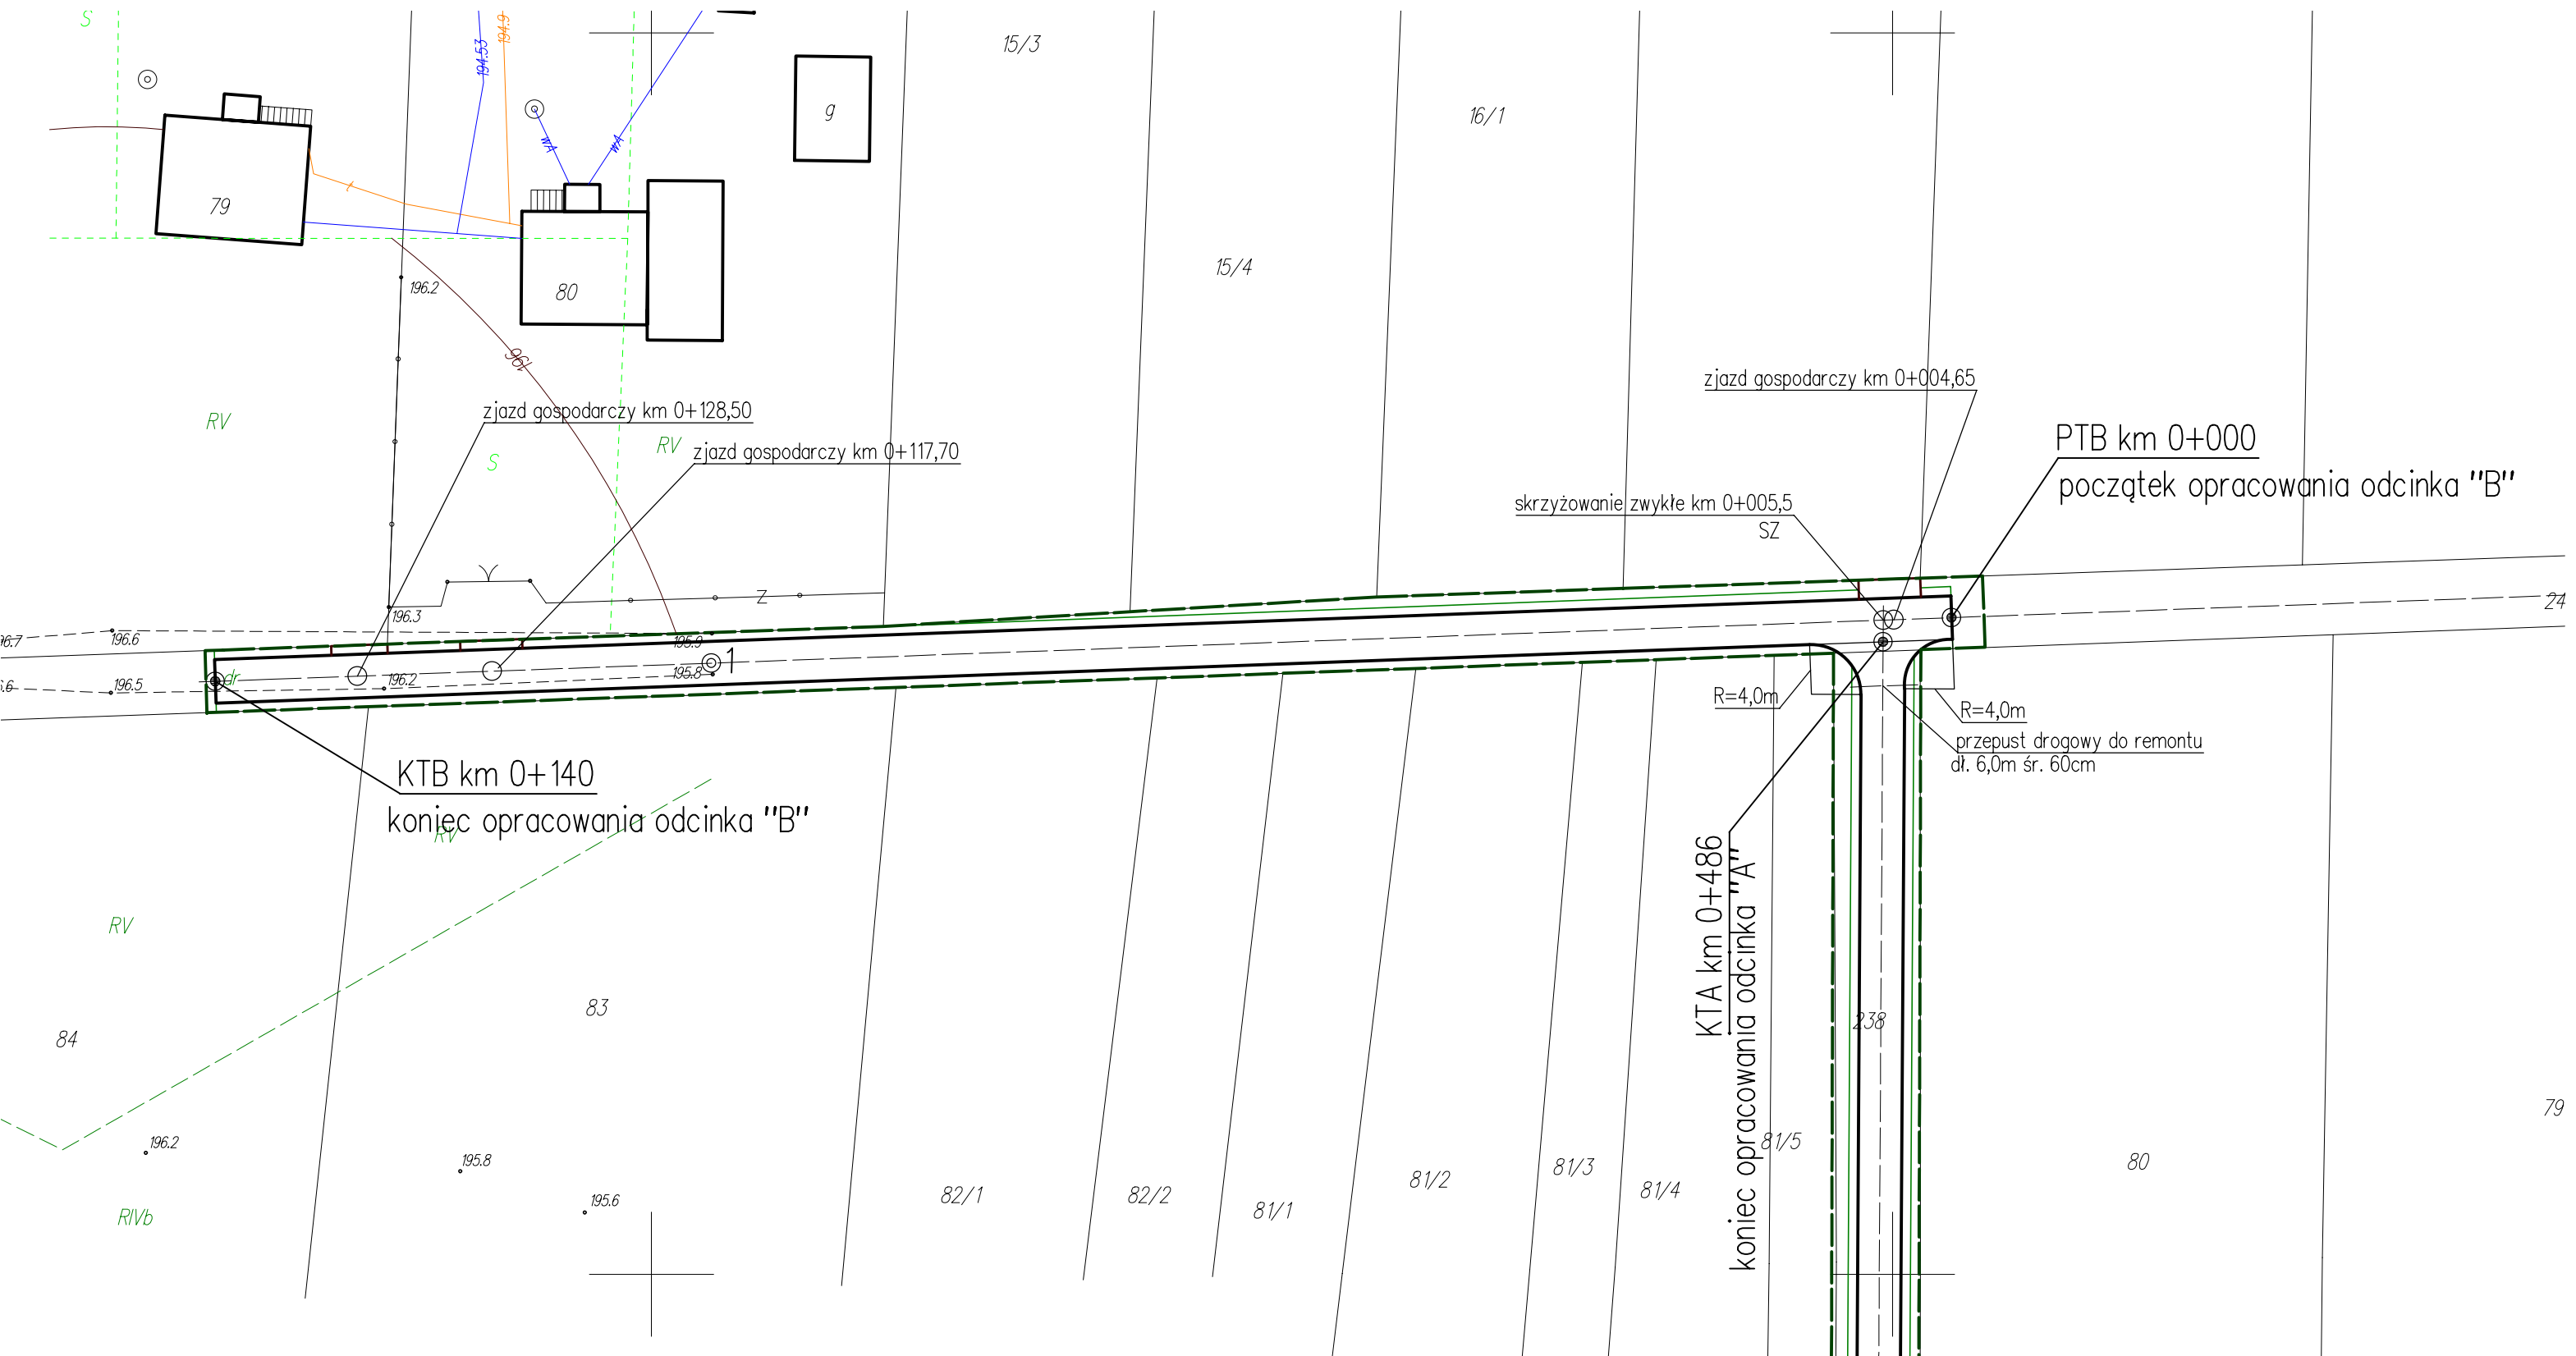 S
194.53
194.9
15/3
g
16/1
wA
wA
79
t
15/4
196.2
80
196
zjazd gospodarczy km 0+004,65
RV
zjazd gospodarczy km 0+128,50
S
RV
zjazd gospodarczy km 0+117,70
PTB km 0+000
początek opracowania odcinka "B"
skrzyżowanie zwykłe km 0+005,5
SZ
Z
24
196.3
196.6
195.9
1
dr
196.5
196.2
195.8
R=4,0m
R=4,0m
przepust drogowy do remontu
dł. 6,0m śr. 60cm
KTB km 0+140
koniec opracowania odcinka "B"
RV
KTA km 0+486
koniec opracowania odcinka "A"
RV
84
83
238
79
196.2
195.8
195.6
RIVb
82/1
82/2
81/1
81/2
81/3
81/4
81/5
80